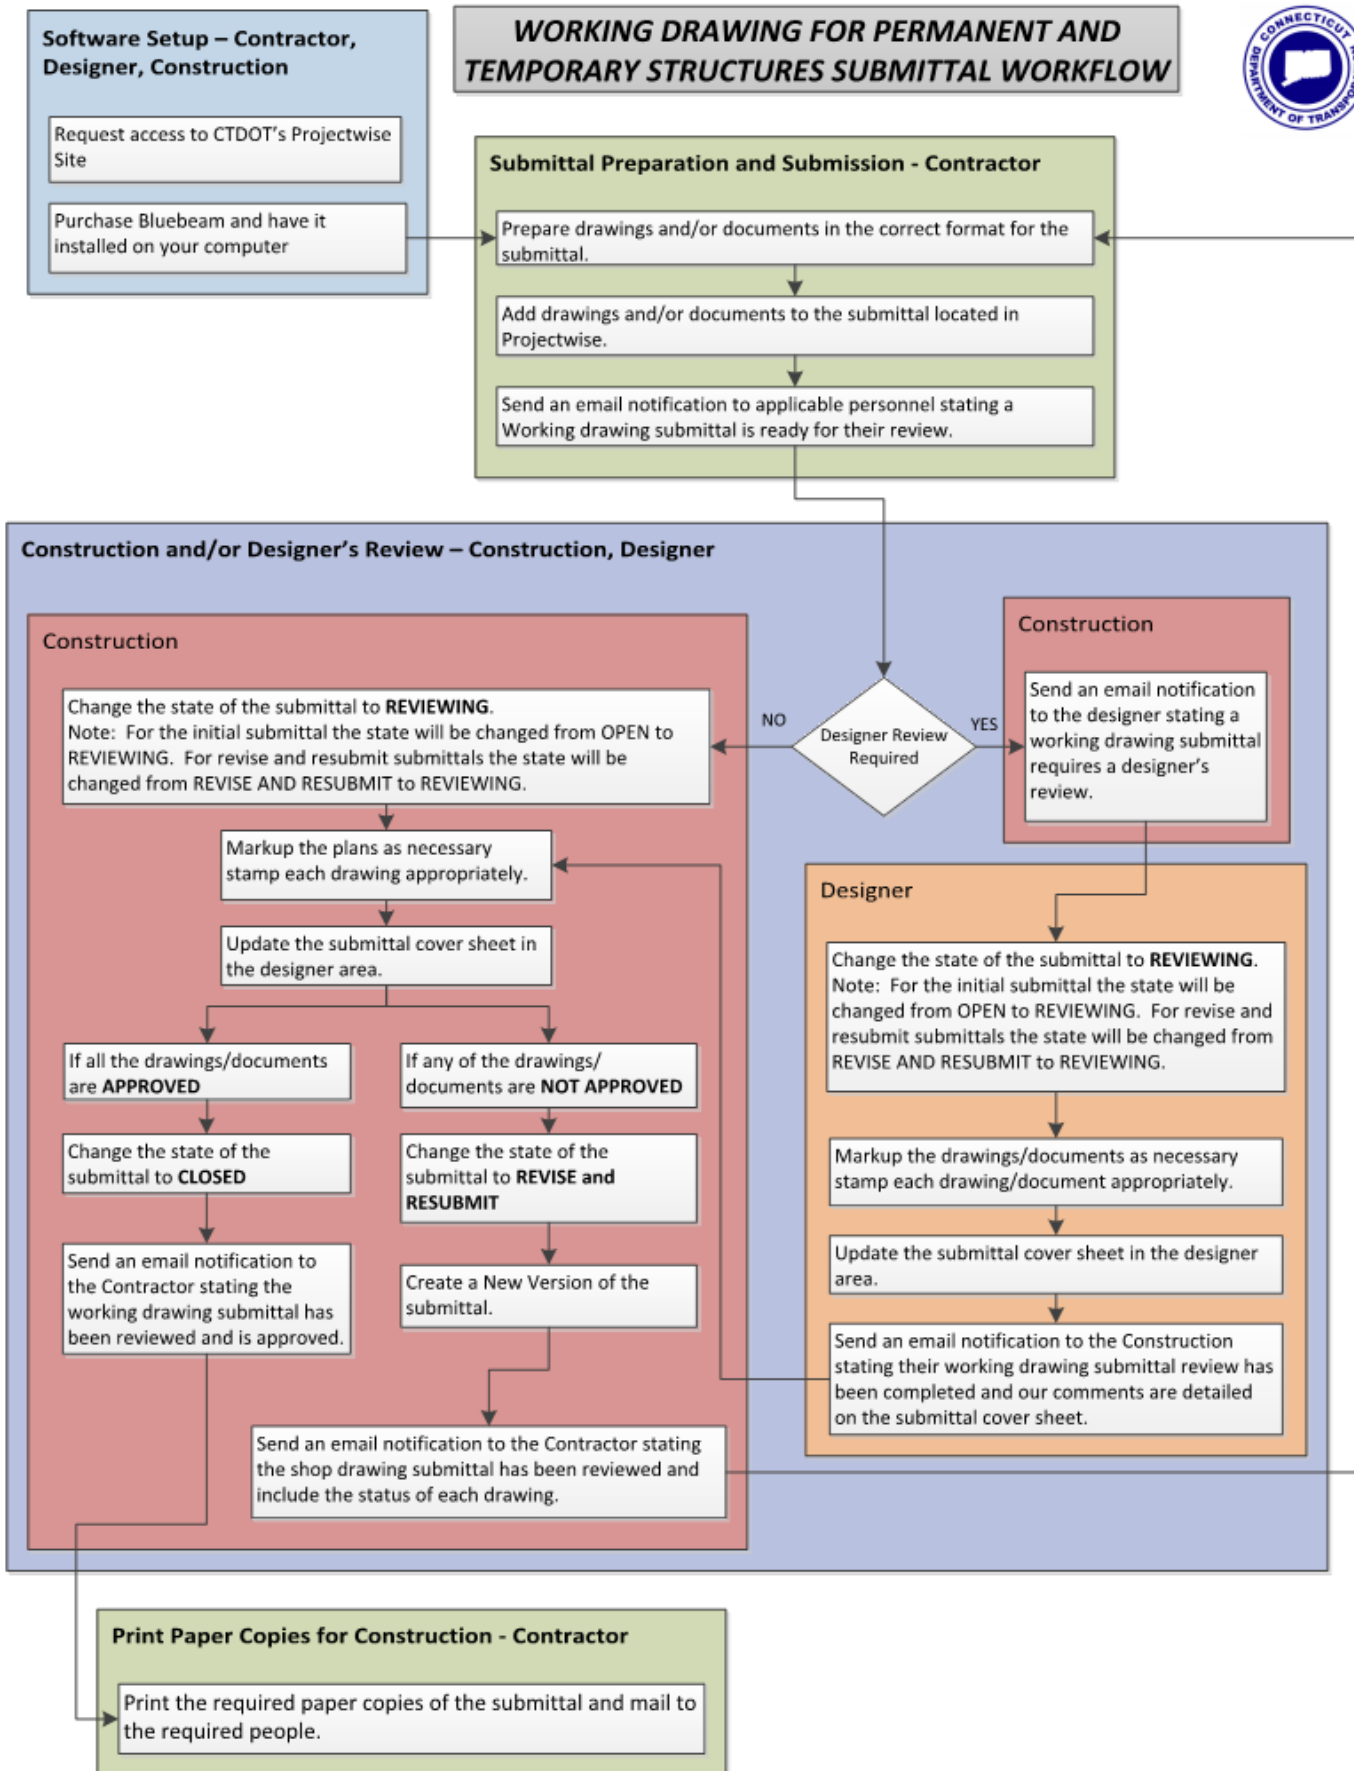 Software Setup – Contractor,
Designer, Construction
Request access to CTDOT's Projectwise
Site
Purchase Bluebeam and have it
installed on your computer
WORKING DRAWING FOR PERMANENT AND
TEMPORARY STRUCTURES SUBMITTAL WORKFLOW
CONNECTICUT
DEPARTMENT OF TRANSPOR
Submittal Preparation and Submission - Contractor
Prepare drawings and/or documents in the correct format for the
submittal.
Add drawings and/or documents to the submittal located in
Projectwise.
Send an email notification to applicable personnel stating a
Working drawing submittal is ready for their review.
Construction and/or Designer's Review – Construction, Designer
Construction
Change the state of the submittal to REVIEWING.
Note: For the initial submittal the state will be changed from OPEN to
REVIEWING. For revise and resubmit submittals the state will be
changed from REVISE AND RESUBMIT to REVIEWING.
Markup the plans as necessary
stamp each drawing appropriately.
Update the submittal cover sheet in
the designer area.
If all the drawings/documents
are APPROVED
Change the state of the
submittal to CLOSED
Send an email notification to
the Contractor stating the
working drawing submittal has
been reviewed and is approved.
If any of the drawings/
documents are NOT APPROVED
Change the state of the
submittal to REVISE and
RESUBMIT
Create a New Version of the
submittal.
Send an email notification to the Contractor stating
the shop drawing submittal has been reviewed and
include the status of each drawing.
NO
Designer Review
Required
YES
Construction
Send an email notification
to the designer stating a
working drawing submittal
requires a designer's
review.
Designer
Change the state of the submittal to REVIEWING.
Note: For the initial submittal the state will be
changed from OPEN to REVIEWING. For revise and
resubmit submittals the state will be changed from
REVISE AND RESUBMIT to REVIEWING.
Markup the drawings/documents as necessary
stamp each drawing/document appropriately.
Update the submittal cover sheet in the designer
area.
Send an email notification to the Construction
stating their working drawing submittal review has
been completed and our comments are detailed
on the submittal cover sheet.
Print Paper Copies for Construction - Contractor
Print the required paper copies of the submittal and mail to
the required people.